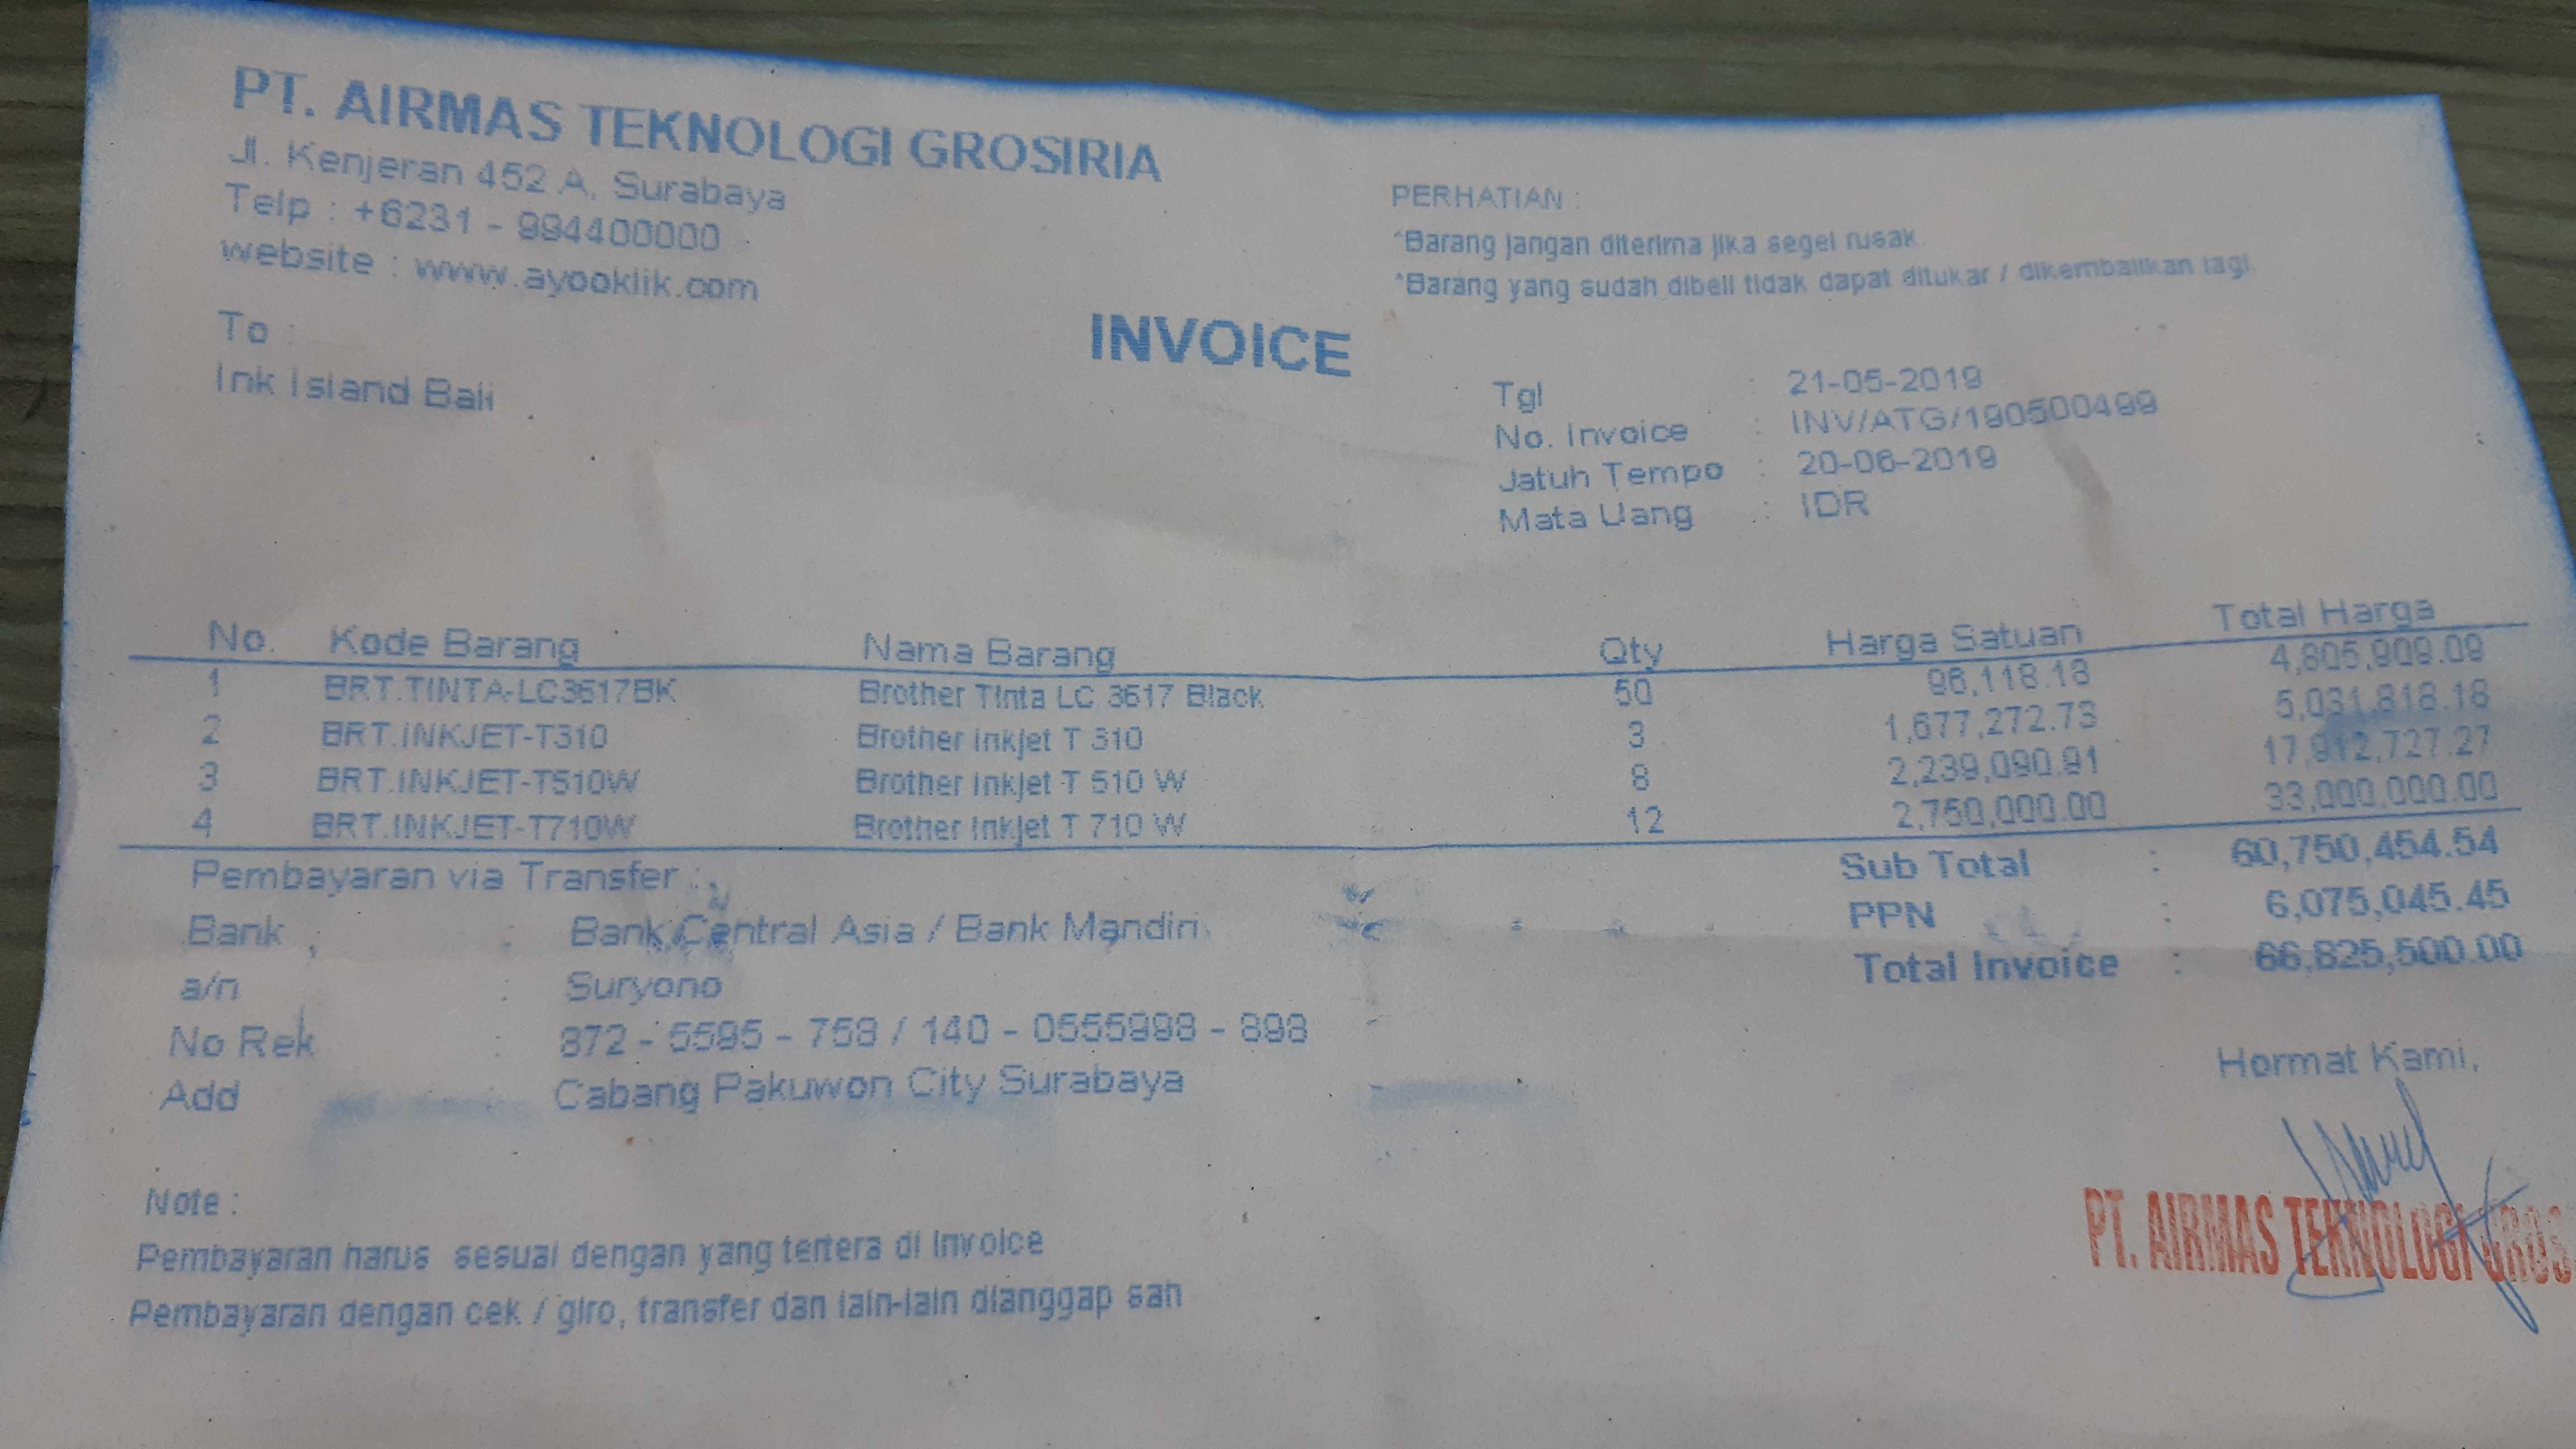 PT. AIRMAS TEKNOLOGI GROSIRIA
Jl. Kenjeran 452 A, Surabaya
Telp : +6231 - 994400000
website : www.ayooklik.com
PERHATIAN :
*Barang jangan diterima jika segel rusak.
*Barang yang sudah dibeli tidak dapat ditukar / dikembalikan lagi.
To :
Ink Island Bali
INVOICE
Tgl : 21-05-2019
No. Invoice : INV/ATG/190500499
Jatuh Tempo : 20-06-2019
Mata Uang : IDR
No. Kode Barang Nama Barang Qty Harga Satuan Total Harga
1 BRT.TINTA-LC3617BK Brother Tinta LC 3617 Black 50 96,118.18 4,805,909.09
2 BRT.INKJET-T310 Brother Inkjet T 310 3 1,677,272.73 5,031,818.18
3 BRT.INKJET-T510W Brother Inkjet T 510 W 8 2,239,090.91 17,912,727.27
4 BRT.INKJET-T710W Brother Inkjet T 710 W 12 2,750,000.00 33,000,000.00
Sub Total : 60,750,454.54
PPN : 6,075,045.45
Total Invoice : 66,825,500.00
Pembayaran via Transfer :
Bank : Bank Central Asia / Bank Mandiri
a/n : Suryono
No Rek :
Add : Cabang Pakuwon City Surabaya
Hormat Kami,
PT. AIRMAS TEKNOLOGI GROS
Note :
Pembayaran harus sesuai dengan yang tertera di Invoice
Pembayaran dengan cek / giro, transfer dan lain-lain dianggap sah